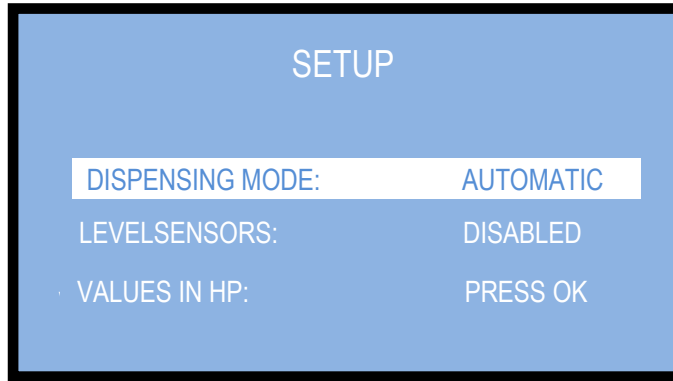 SETUP
DISPENSING MODE: AUTOMATIC
LEVELSENSORS: DISABLED
VALUES IN HP: PRESS OK